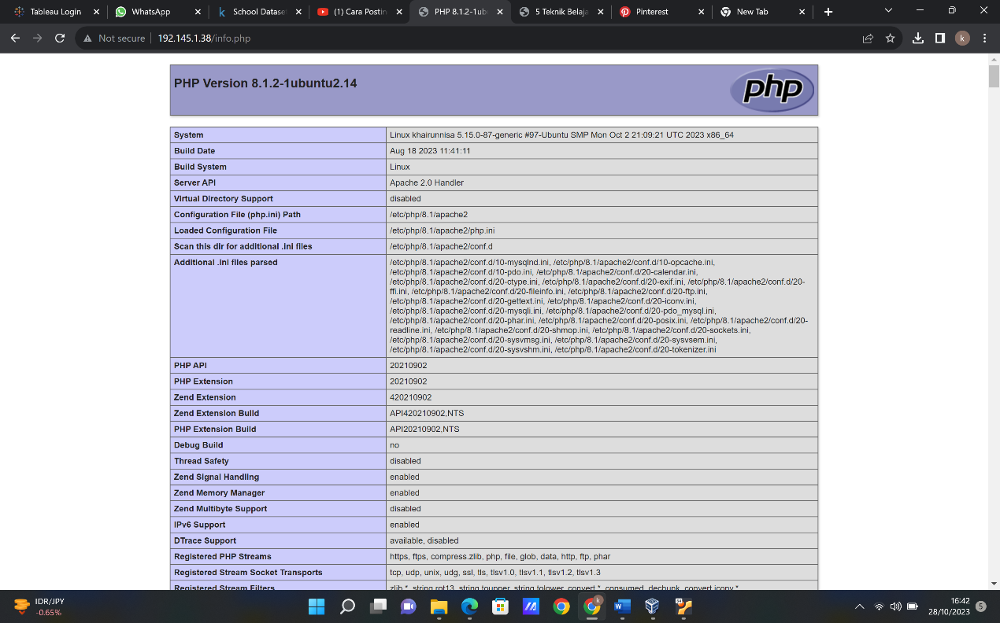 Tableau Login
WhatsApp
School Datase
(1) Cara Postin
PHP 8.1.2-1ub
5 Teknik Belaja
Pinterest
New Tab
Not secure
192.145.1.38/info.php
k
PHP Version 8.1.2-1ubuntu2.14
php
System Linux khairunnisa 5.15.0-87-generic #97-Ubuntu SMP Mon Oct 2 21:09:21 UTC 2023 x86_64
Build Date Aug 18 2023 11:41:11
Build System Linux
Server API Apache 2.0 Handler
Virtual Directory Support disabled
Configuration File (php.ini) Path /etc/php/8.1/apache2
Loaded Configuration File /etc/php/8.1/apache2/php.ini
Scan this dir for additional .ini files /etc/php/8.1/apache2/conf.d
Additional .ini files parsed /etc/php/8.1/apache2/conf.d/10-mysqlnd.ini, /etc/php/8.1/apache2/conf.d/10-opcache.ini,
/etc/php/8.1/apache2/conf.d/10-pdo.ini, /etc/php/8.1/apache2/conf.d/20-calendar.ini,
/etc/php/8.1/apache2/conf.d/20-ctype.ini, /etc/php/8.1/apache2/conf.d/20-exif.ini, /etc/php/8.1/apache2/conf.d/20-
ffi.ini, /etc/php/8.1/apache2/conf.d/20-fileinfo.ini, /etc/php/8.1/apache2/conf.d/20-ftp.ini,
/etc/php/8.1/apache2/conf.d/20-gettext.ini, /etc/php/8.1/apache2/conf.d/20-iconv.ini,
/etc/php/8.1/apache2/conf.d/20-mysqli.ini, /etc/php/8.1/apache2/conf.d/20-pdo_mysql.ini,
/etc/php/8.1/apache2/conf.d/20-phar.ini, /etc/php/8.1/apache2/conf.d/20-posix.ini, /etc/php/8.1/apache2/conf.d/20-
readline.ini, /etc/php/8.1/apache2/conf.d/20-shmop.ini, /etc/php/8.1/apache2/conf.d/20-sockets.ini,
/etc/php/8.1/apache2/conf.d/20-sysvmsg.ini, /etc/php/8.1/apache2/conf.d/20-sysvsem.ini,
/etc/php/8.1/apache2/conf.d/20-sysvshm.ini, /etc/php/8.1/apache2/conf.d/20-tokenizer.ini
PHP API 20210902
PHP Extension 20210902
Zend Extension 420210902
Zend Extension Build API420210902,NTS
PHP Extension Build API20210902,NTS
Debug Build no
Thread Safety disabled
Zend Signal Handling enabled
Zend Memory Manager enabled
Zend Multibyte Support disabled
IPv6 Support enabled
DTrace Support available, disabled
Registered PHP Streams https, ftps, compress.zlib, php, file, glob, data, http, ftp, phar
Registered Stream Socket Transports tcp, udp, unix, udg, ssl, tls, tlsv1.0, tlsv1.1, tlsv1.2, tlsv1.3
Registered Stream Filters zlib.*, string.rot13, string.toupper, string.tolower, convert.*, consumed, dechunk, convert.iconv.*
IDR/JPY
-0.65%
16:42
28/10/2023
5